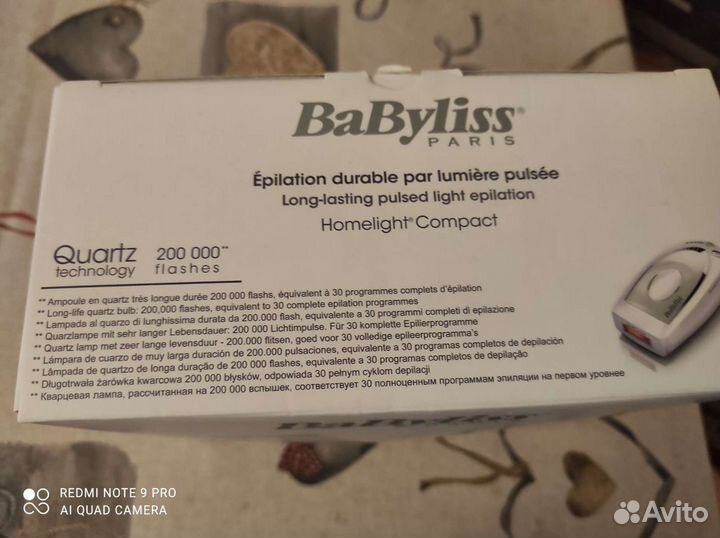 BaByliss®
PARIS
Épilation durable par lumière pulsée
Long-lasting pulsed light epilation
Homelight® Compact
Quartz
technology
200 000**
flashes
BaByliss
** Ampoule en quartz très longue durée 200 000 flashs, équivalent à 30 programmes complets d'épilation
** Long-life quartz bulb: 200,000 flashes, equivalent to 30 complete epilation programmes
** Lampada al quarzo di lunghissima durata da 200.000 flash, equivalente a 30 programmi completi di epilazione
** Quarzlampe mit sehr langer Lebensdauer: 200 000 Lichtimpulse. Für 30 komplette Epilierprogramme
** Quartz lamp met zeer lange levensduur - 200.000 flitsen, goed voor 30 volledige epileerprogramma's
** Lámpara de cuarzo de muy larga duración de 200.000 pulsaciones, equivalente a 30 programas completos de depilación
** Lâmpada de quartzo de longa duração de 200 000 flashes, equivalente a 30 programas completos de depilação
** Długotrwała żarówka kwarcowa 200 000 błysków, odpowiada 30 pełnym cyklom depilacji
** Кварцевая лампа, рассчитанная на 200 000 вспышек, соответствует 30 полноценным программам эпиляции на первом уровнее
BaByliss
REDMI NOTE 9 PRO
AI QUAD CAMERA
Avito